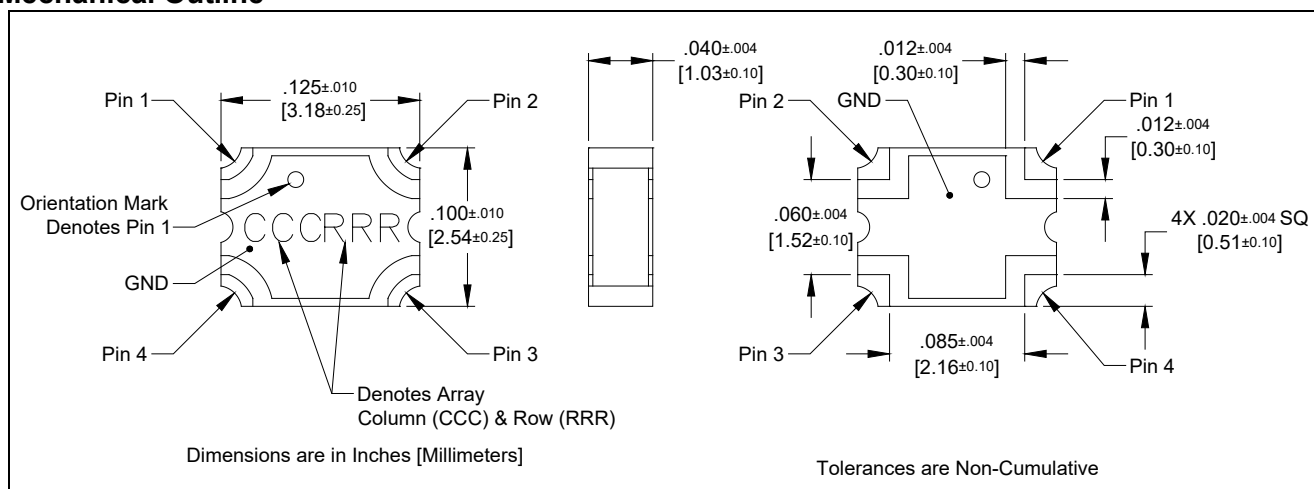 Mechanical Outline
.125±.010
[3.18±0.25]
Pin 1
Pin 2
Orientation Mark
Denotes Pin 1
CCCRRR
.100±.010
[2.54±0.25]
GND
Pin 4
Pin 3
Denotes Array
Column (CCC) & Row (RRR)
Dimensions are in Inches [Millimeters]
.040±.004
[1.03±0.10]
.012±.004
[0.30±0.10]
Pin 2
GND
Pin 1
.012±.004
[0.30±0.10]
.060±.004
[1.52±0.10]
4X .020±.004 SQ
[0.51±0.10]
Pin 3
.085±.004
[2.16±0.10]
Pin 4
Tolerances are Non-Cumulative